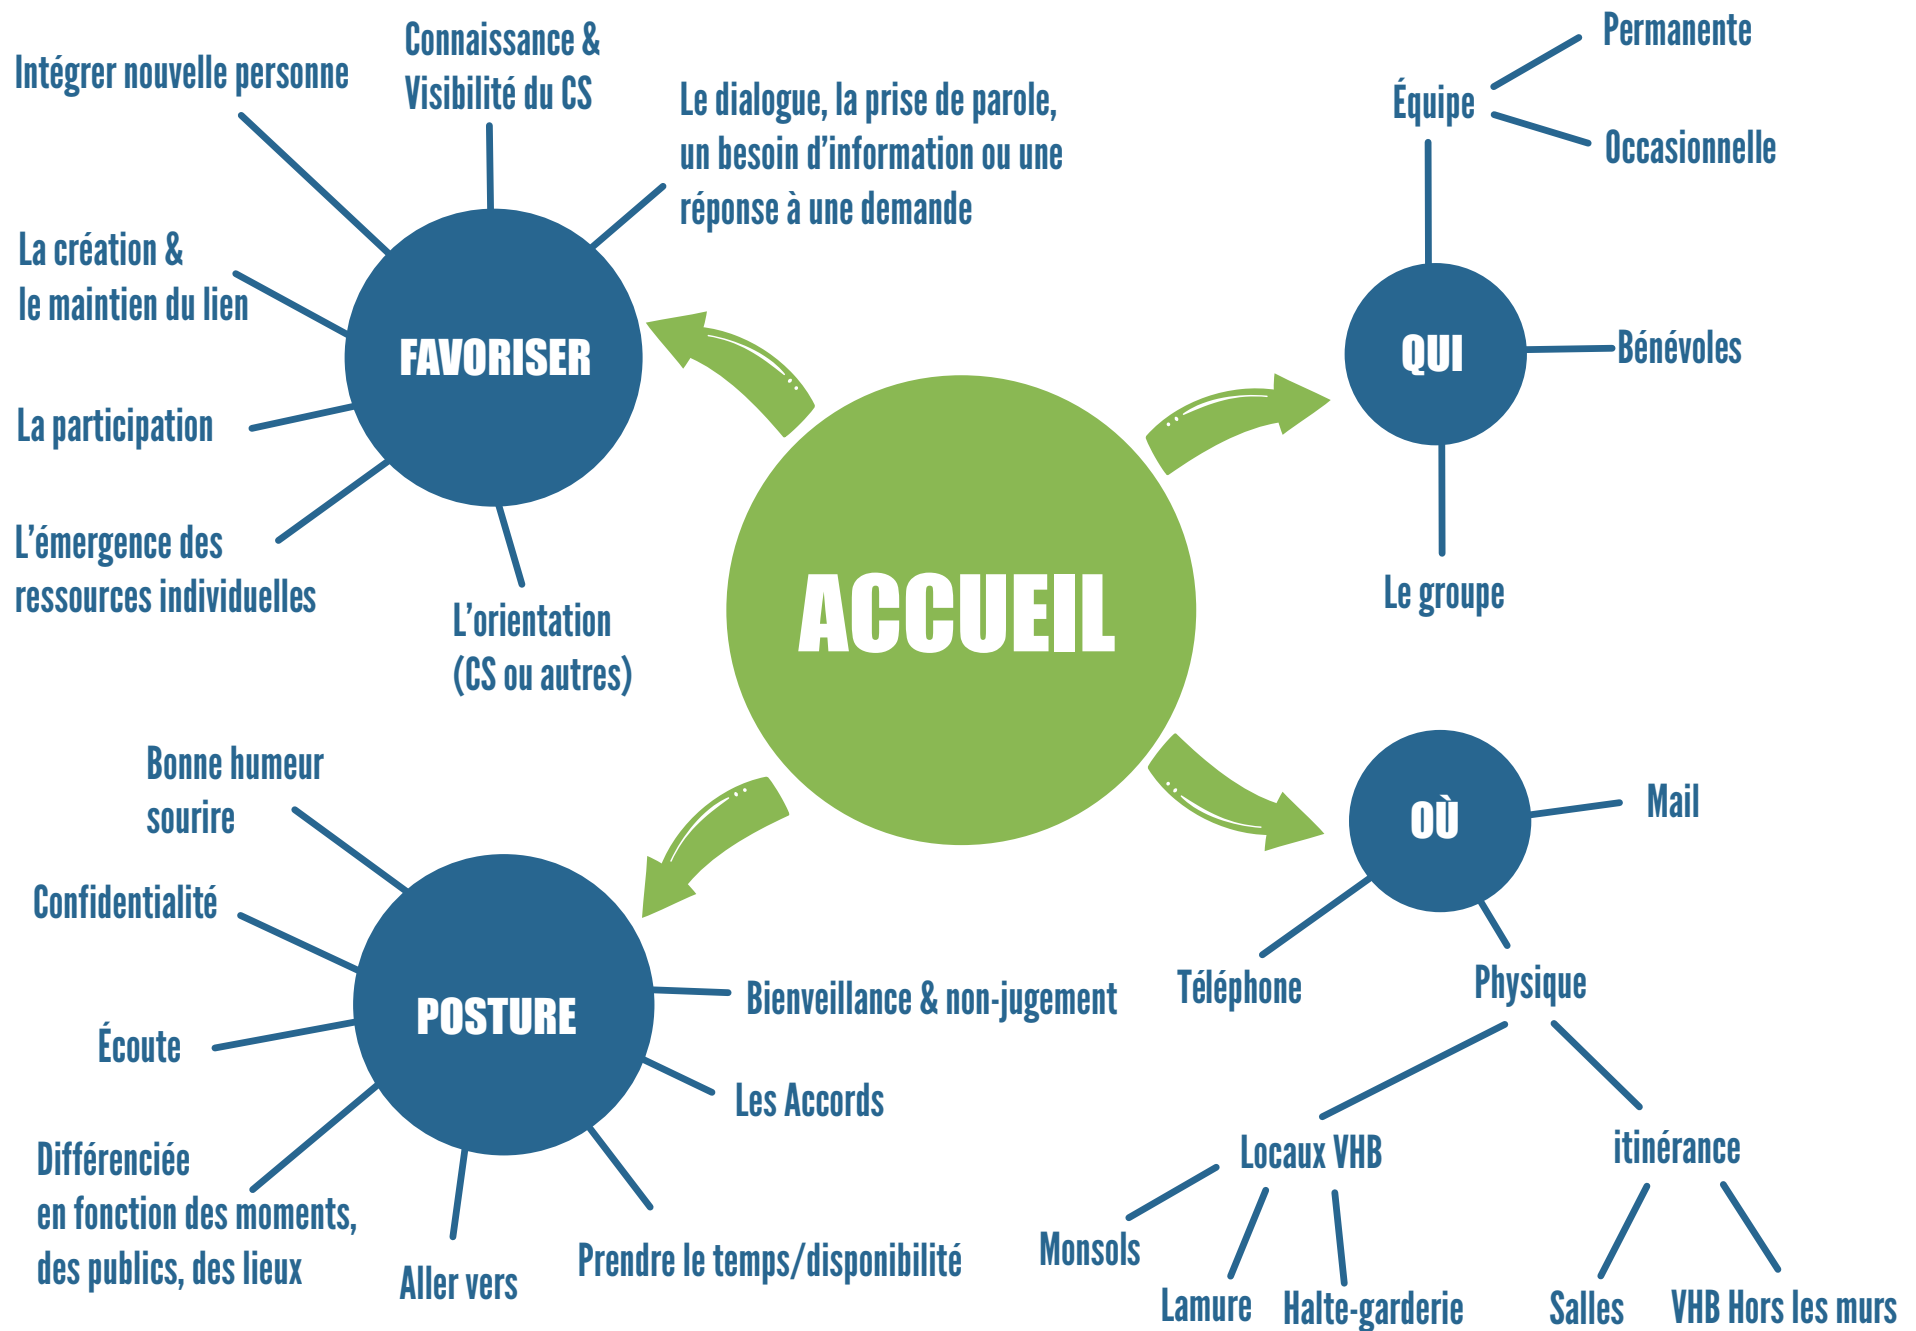 Intégrer nouvelle personne
Connaissance &
Visibilité du CS
Le dialogue, la prise de parole,
un besoin d'information ou une
réponse à une demande
La création &
le maintien du lien
FAVORISER
La participation
L'émergence des
ressources individuelles
L'orientation
(CS ou autres)
Permanente
Équipe
Occasionnelle
QUI
Bénévoles
Le groupe
ACCUEIL
Bonne humeur
sourire
Confidentialité
Écoute
POSTURE
Bienveillance & non-jugement
Les Accords
Différenciée
en fonction des moments,
des publics, des lieux
Aller vers
Prendre le temps/disponibilité
OÙ
Mail
Téléphone
Physique
Locaux VHB
itinérance
Monsols
Lamure
Halte-garderie
Salles
VHB Hors les murs